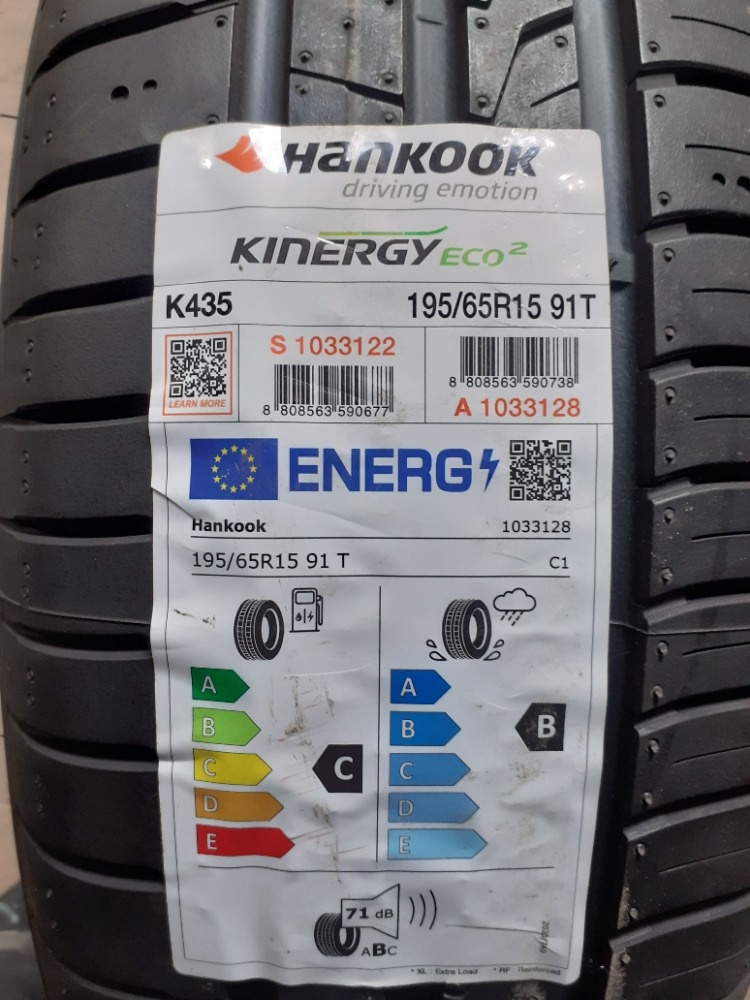 HANKOOK
driving emotion
KINERGY ECO²
K435 195/65R15 91T
LEARN MORE
S 1033122
8 808563 590677
8 808563 590738
A 1033128
ENERG
Hankook 1033128
195/65R15 91 T C1
A A
B B B
C C C
D D
E E
71 dB
ABC
* XL : Extra Load * RF : Reinforced